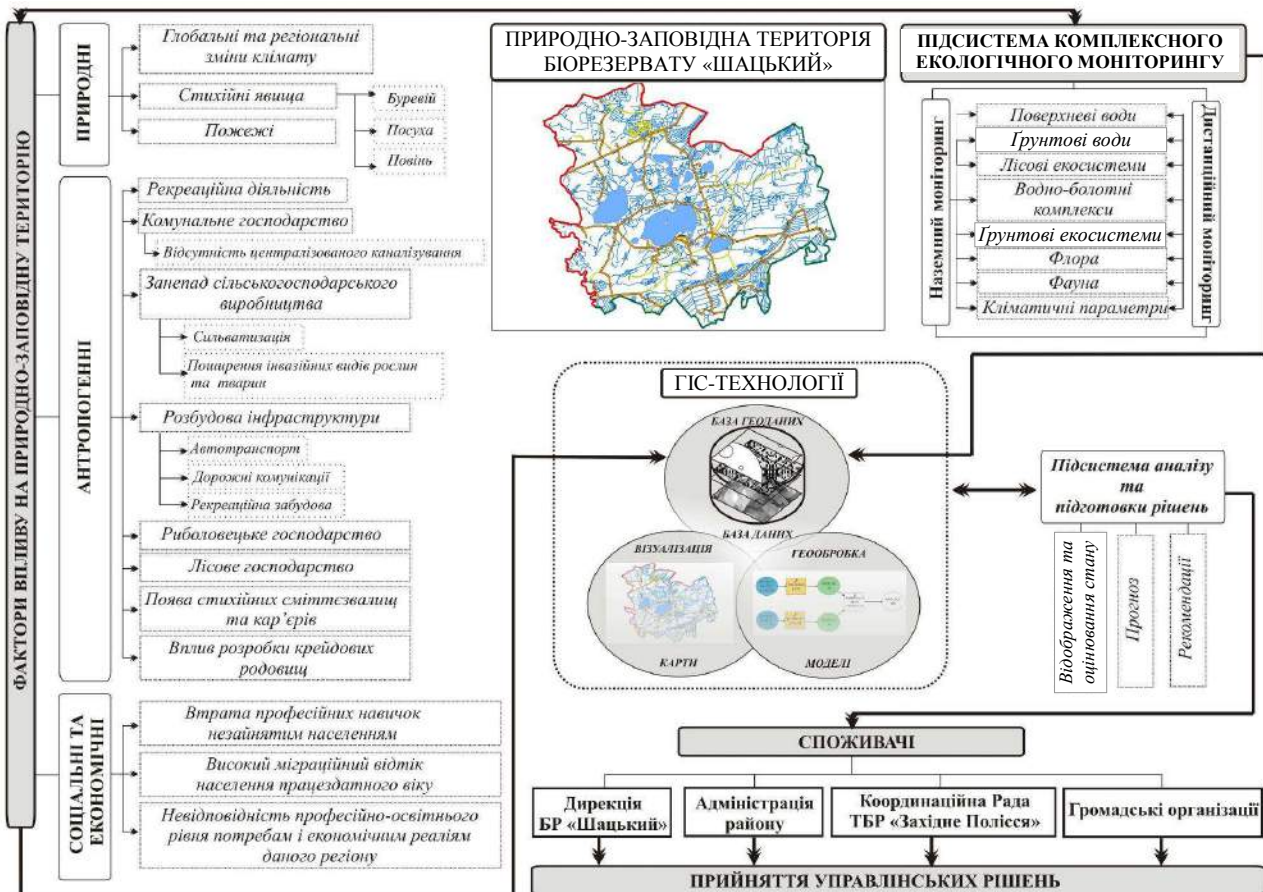 ФАКТОРИ ВПЛИВУ НА ПРИРОДНО-ЗАПОВІДНУ ТЕРИТОРІЮ
ПРИРОДНІ
Глобальні та регіональні
зміни клімату
Стихійні явища
Пожежі
Буревій
Посуха
Повінь
АНТРОПОГЕННІ
Рекреаційна діяльність
Комунальне господарство
Відсутність централізованого каналізування
Занепад сільськогосподарського
виробництва
Сильватизація
Поширення інвазійних видів рослин
та тварин
Розбудова інфраструктури
Автотранспорт
Дорожні комунікації
Рекреаційна забудова
Риболовецьке господарство
Лісове господарство
Поява стихійних сміттєзвалищ
та кар’єрів
Вплив розробки крейдових
родовищ
СОЦІАЛЬНІ ТА
ЕКОНОМІЧНІ
Втрата професійних навичок
незайнятим населенням
Високий міграційний відтік
населення працездатного віку
Невідповідність професійно-освітнього
рівня потребам і економічним реаліям
даного регіону
ПРИРОДНО-ЗАПОВІДНА ТЕРИТОРІЯ
БІОРЕЗЕРВАТУ «ШАЦЬКИЙ»
ПІДСИСТЕМА КОМПЛЕКСНОГО
ЕКОЛОГІЧНОГО МОНІТОРИНГУ
Наземний моніторинг
Поверхневі води
Ґрунтові води
Лісові екосистеми
Водно-болотні
комплекси
Ґрунтові екосистеми
Флора
Фауна
Кліматичні параметри
Дистанційний моніторинг
ГІС-ТЕХНОЛОГІЇ
БАЗА ГЕОДАНИХ
БАЗА ДАНИХ
ВІЗУАЛІЗАЦІЯ
КАРТИ
ГЕООБРОБКА
МОДЕЛІ
Підсистема аналізу
та
підготовки рішень
Відображення та
оцінювання стану
Прогноз
Рекомендації
СПОЖИВАЧІ
Дирекція
БР «Шацький»
Адміністрація
району
Координаційна Рада
ТБР «Західне Полісся»
Громадські організації
ПРИЙНЯТТЯ УПРАВЛІНСЬКИХ РІШЕНЬ